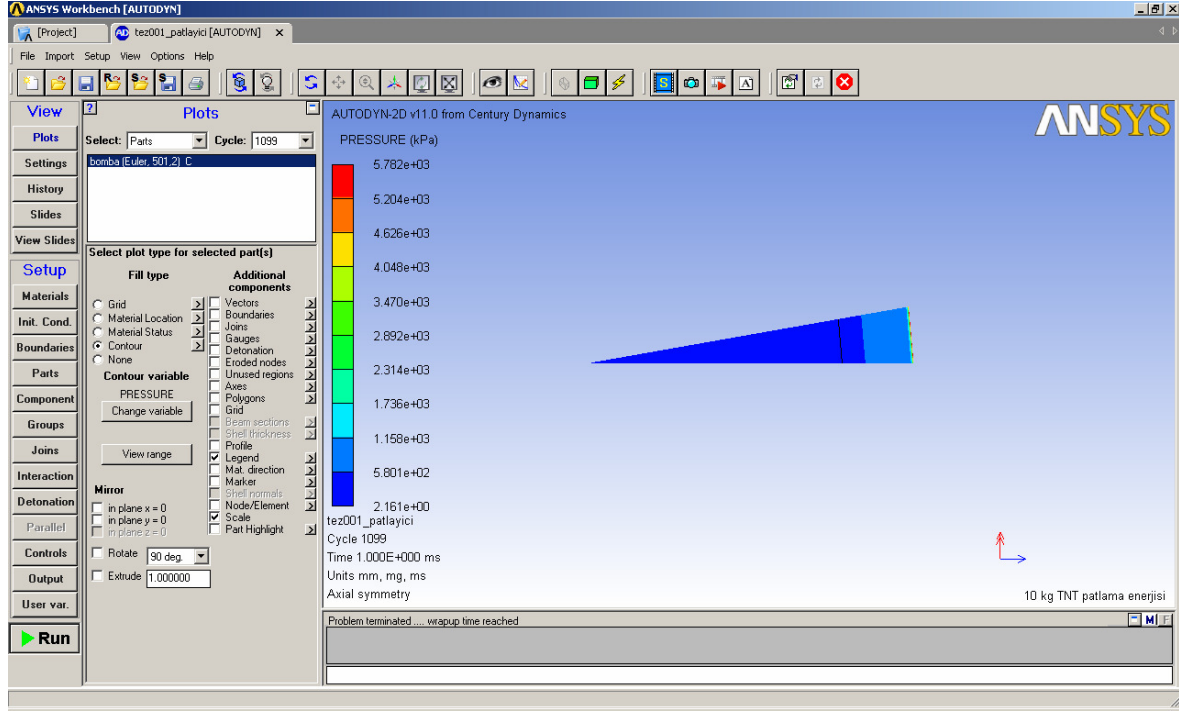 ANSYS Workbench [AUTODYN]
[Project]
AD tez001_patlayici [AUTODYN]
File Import Setup View Options Help
View
Plots
Settings
History
Slides
View Slides
Setup
Materials
Init. Cond.
Boundaries
Parts
Component
Groups
Joins
Interaction
Detonation
Parallel
Controls
Output
User var.
Run
? Plots
Select: Parts Cycle: 1099
bomba (Euler, 501,2) C
Select plot type for selected part(s)
Fill type
Grid
Material Location
Material Status
Contour
None
Contour variable
PRESSURE
Change variable
View range
Mirror
in plane x = 0
in plane y = 0
in plane z = 0
Rotate 90 deg.
Extrude 1.000000
Additional
components
Vectors
Boundaries
Joins
Gauges
Detonation
Eroded nodes
Unused regions
Axes
Polygons
Grid
Beam sections
Shell thickness
Profile
Legend
Mat. direction
Marker
Shell normals
Node/Element
Scale
Part Highlight
AUTODYN-2D v11.0 from Century Dynamics
ANSYS
PRESSURE (kPa)
5.782e+03
5.204e+03
4.626e+03
4.048e+03
3.470e+03
2.892e+03
2.314e+03
1.736e+03
1.158e+03
5.801e+02
2.161e+00
tez001_patlayici
Cycle 1099
Time 1.000E+000 ms
Units mm, mg, ms
Axial symmetry
10 kg TNT patlama enerjisi
Problem terminated .... wrapup time reached
M F